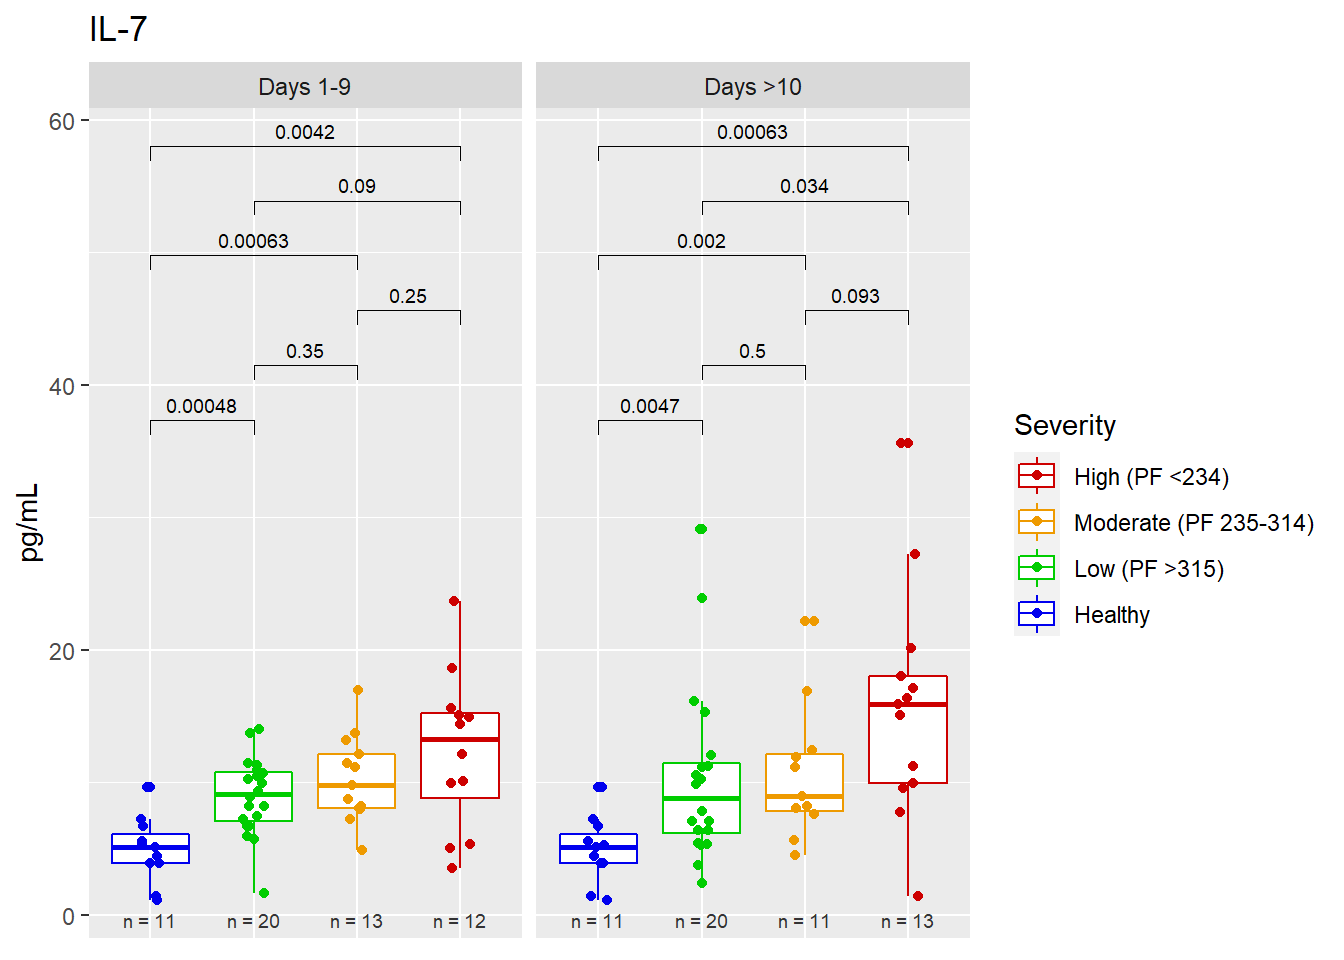 IL-7
Days 1-9
Days >10
60
40
20
0
pg/mL
0.0042
0.09
0.00063
0.25
0.35
0.00048
0.00063
0.034
0.002
0.093
0.5
0.0047
n = 11
n = 20
n = 13
n = 12
n = 11
n = 20
n = 11
n = 13
Severity
High (PF <234)
Moderate (PF 235-314)
Low (PF >315)
Healthy